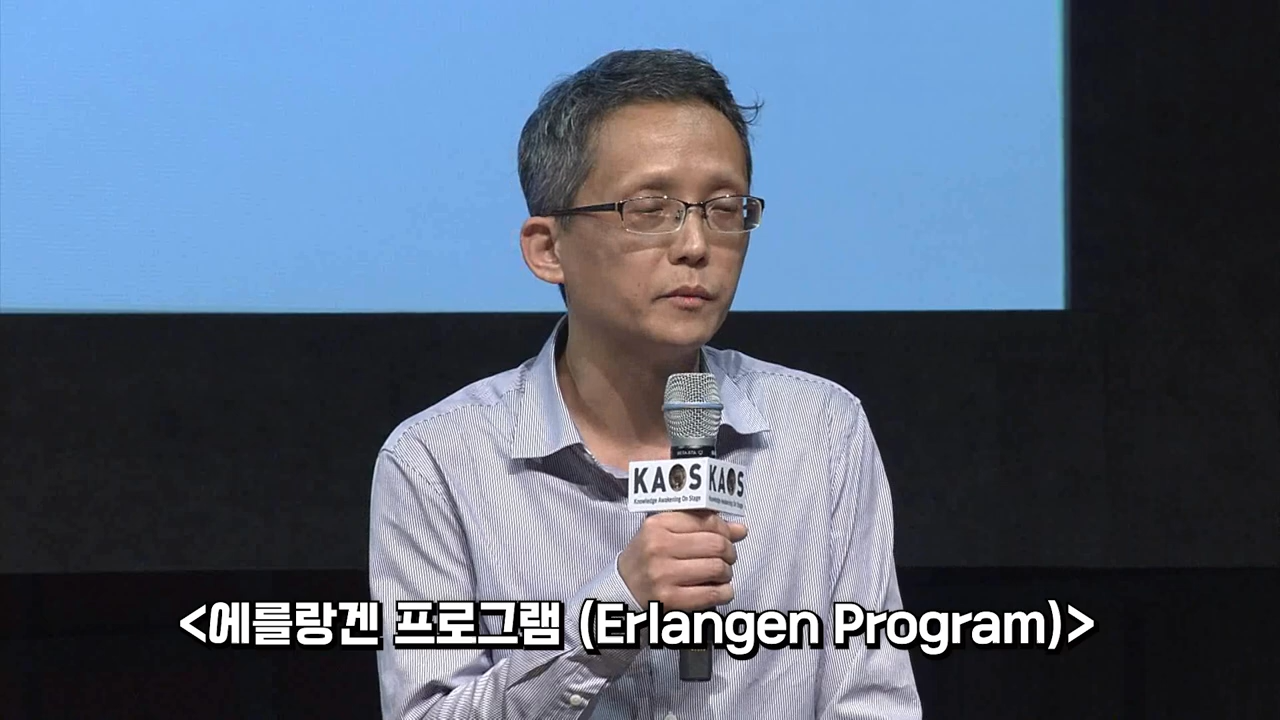 KAOS KAOS
Knowledge Awakening On Stage
<에를랑겐 프로그램 (Erlangen Program)>